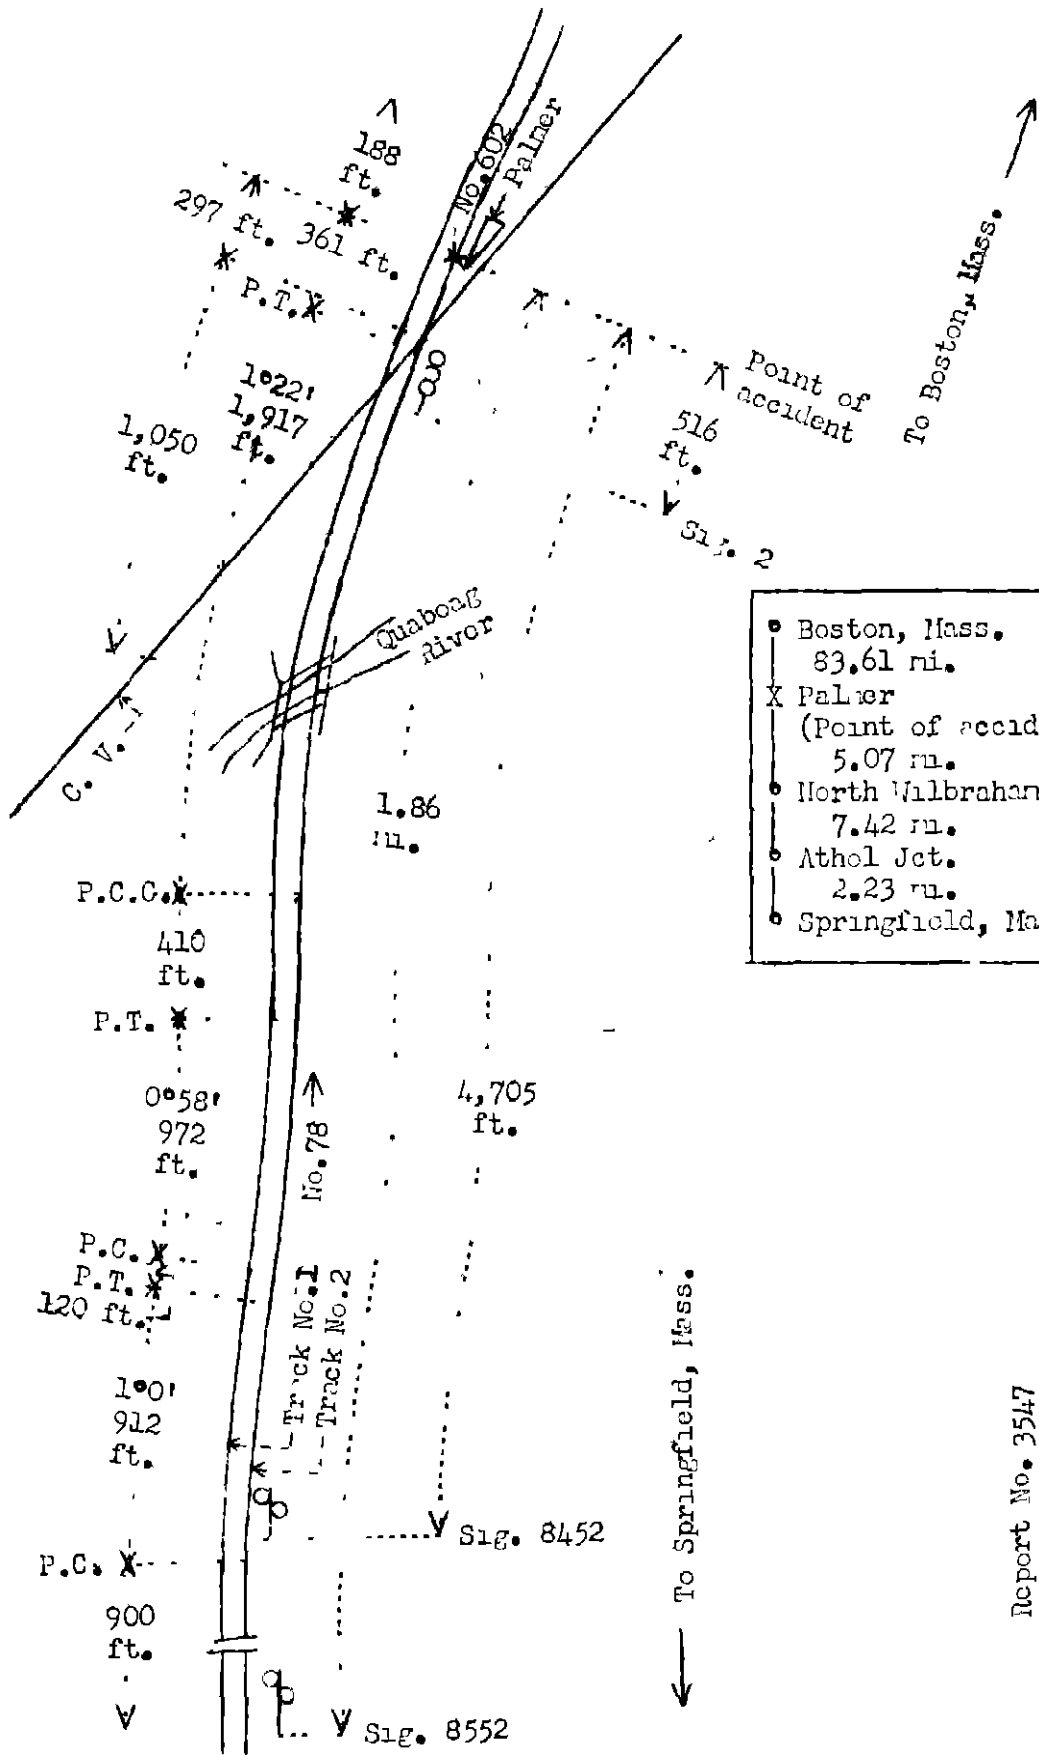 188
ft.
No.602
Palmer
297 ft.
361 ft.
P.T.
1°22'
1,917
ft.
1,050
ft.
Point of
accident
516
ft.
Sig. 2
To Boston, Mass.
Quaboag
River
C. V.
Boston, Mass.
83.61 mi.
X Palmer
(Point of accid
5.07 mi.
North Wilbraham
7.42 mi.
Athol Jct.
2.23 mi.
Springfield, Ma
1.86
mi.
P.C.C.
410
ft.
P.T.
0°58'
972
ft.
No.78
4,705
ft.
P.C.
P.T.
120 ft.
Track No.1
Track No.2
1°0'
912
ft.
Sig. 8452
P.C.
900
ft.
Sig. 8552
To Springfield, Mass.
Report No. 3547